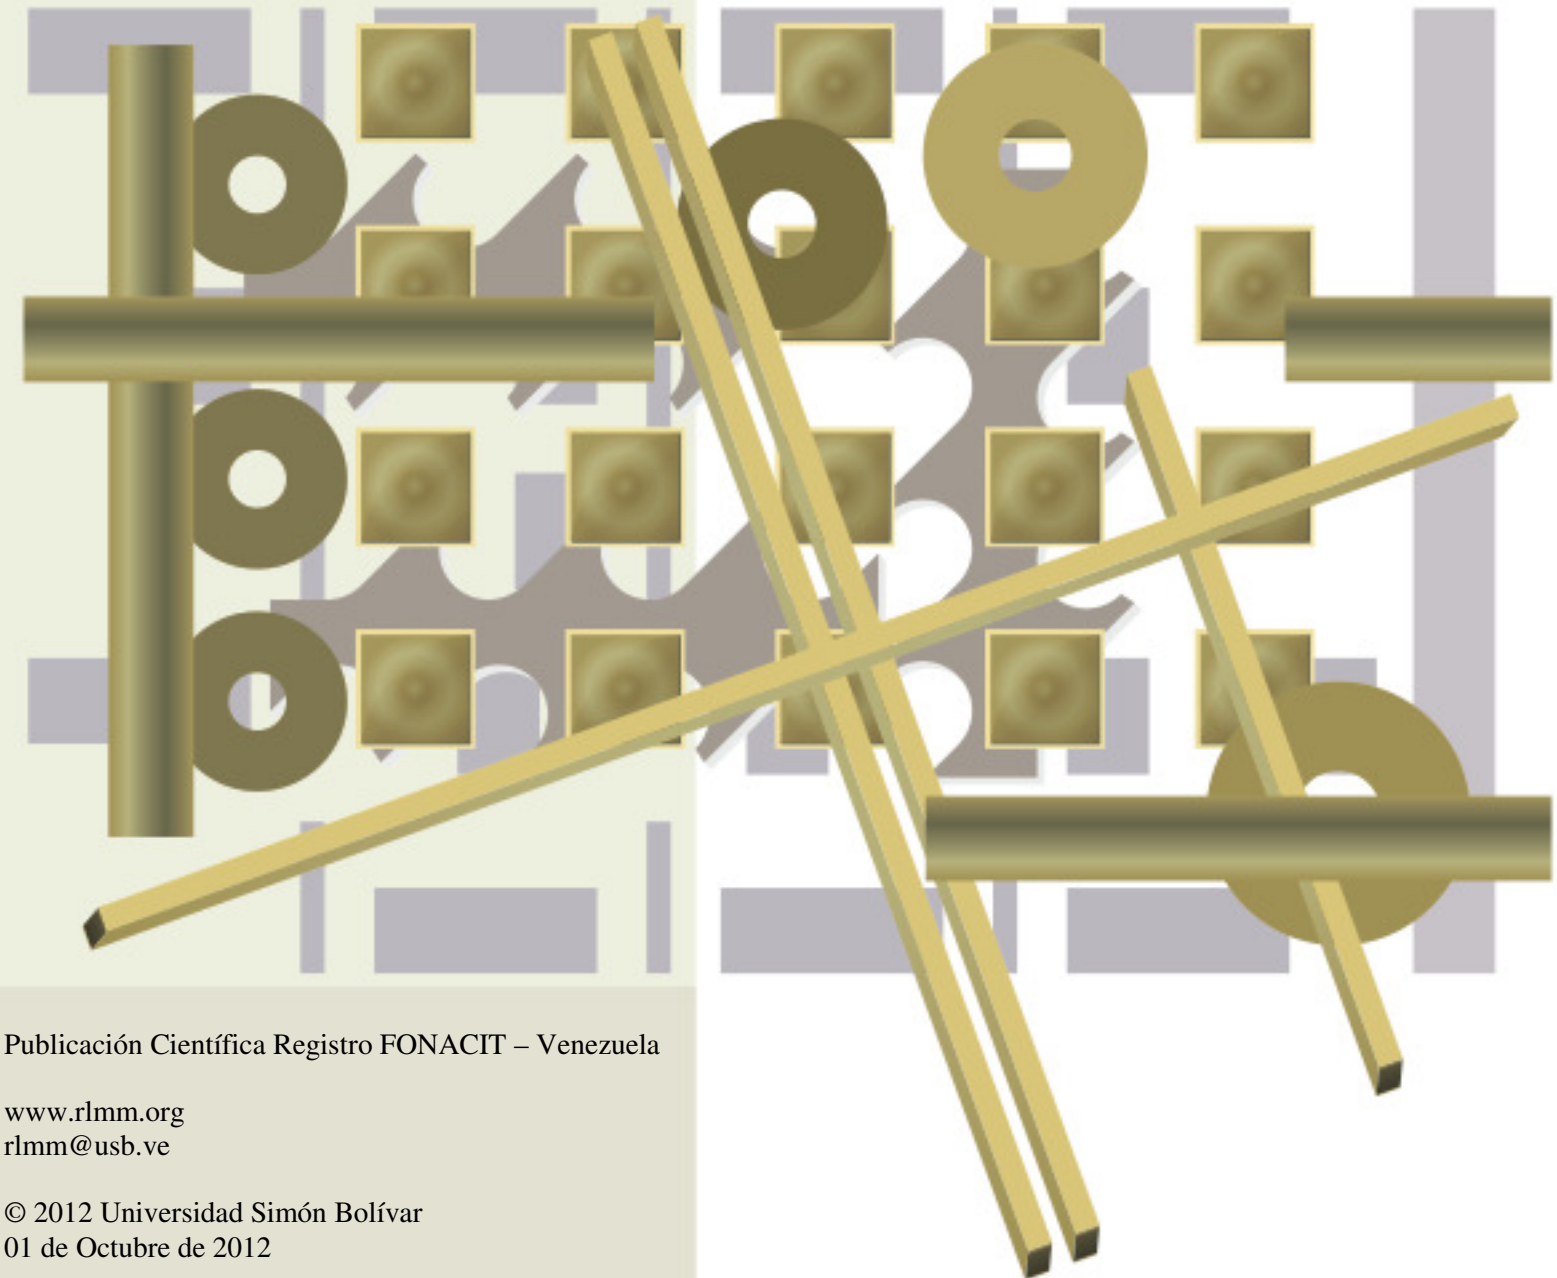 Publicación Científica Registro FONACIT – Venezuela
www.rlmm.org
rlmm@usb.ve
© 2012 Universidad Simón Bolívar
01 de Octubre de 2012